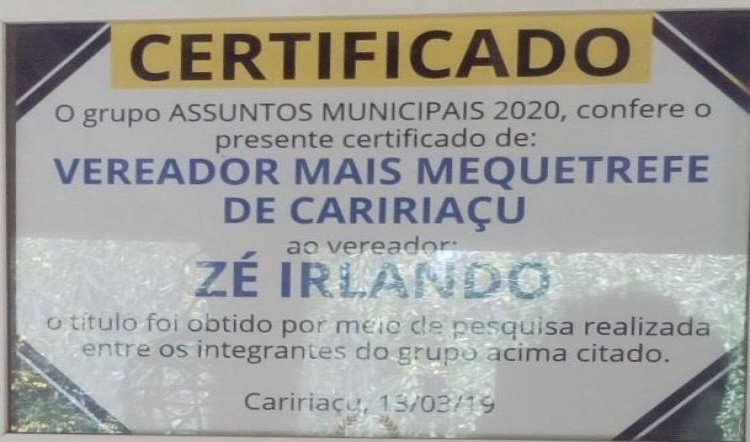 CERTIFICADO
O grupo ASSUNTOS MUNICIPAIS 2020, confere o
presente certificado de:
VEREADOR MAIS MEQUETREFE
DE CARIRIAÇU
ao vereador:
ZÉ IRLANDO
o título foi obtido por meio de pesquisa realizada
entre os integrantes do grupo acima citado.
Caririaçu, 13/03/19